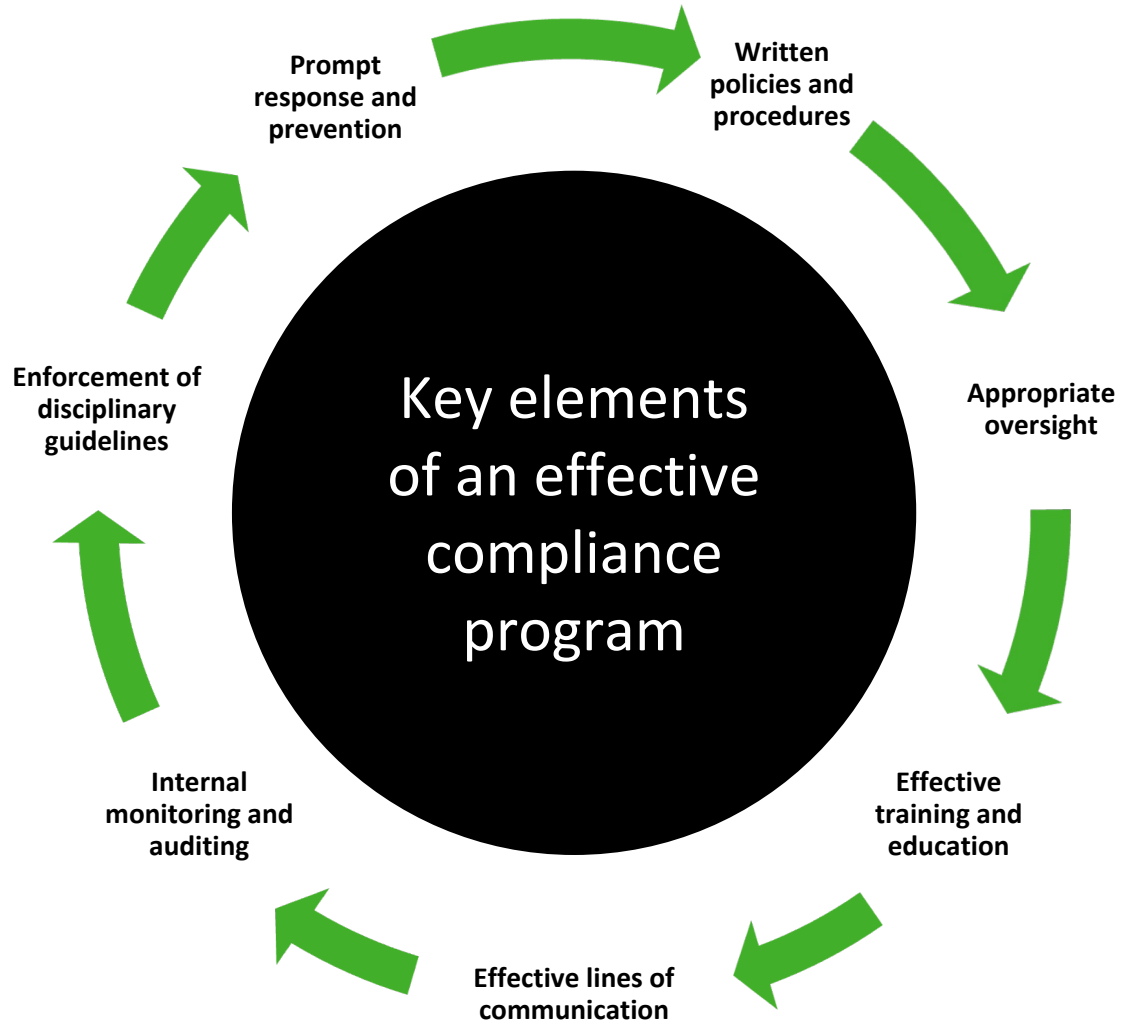 Key elements
of an effective
compliance
program
Written
policies and
procedures
Appropriate
oversight
Effective
training and
education
Effective lines of
communication
Internal
monitoring and
auditing
Enforcement of
disciplinary
guidelines
Prompt
response and
prevention